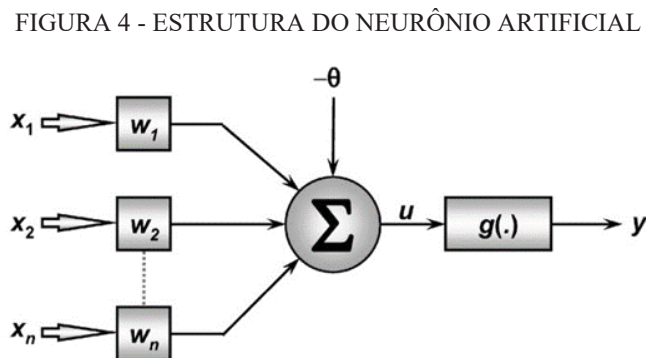 FIGURA 4 - ESTRUTURA DO NEURÔNIO ARTIFICIAL
−θ
x₁ w₁
x₂ w₂ Σ u g(.) y
xₙ wₙ